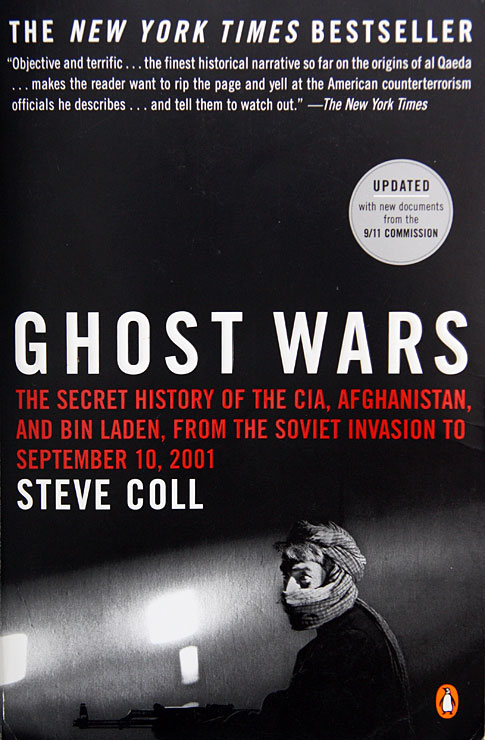 THE NEW YORK TIMES BESTSELLER
“Objective and terrific . . . the finest historical narrative so far on the origins of al Qaeda
. . . makes the reader want to rip the page and yell at the American counterterrorism
officials he describes . . . and tell them to watch out.” —The New York Times
UPDATED
with new documents
from the
9/11 COMMISSION
GHOST WARS
THE SECRET HISTORY OF THE CIA, AFGHANISTAN,
AND BIN LADEN, FROM THE SOVIET INVASION TO
SEPTEMBER 10, 2001
STEVE COLL